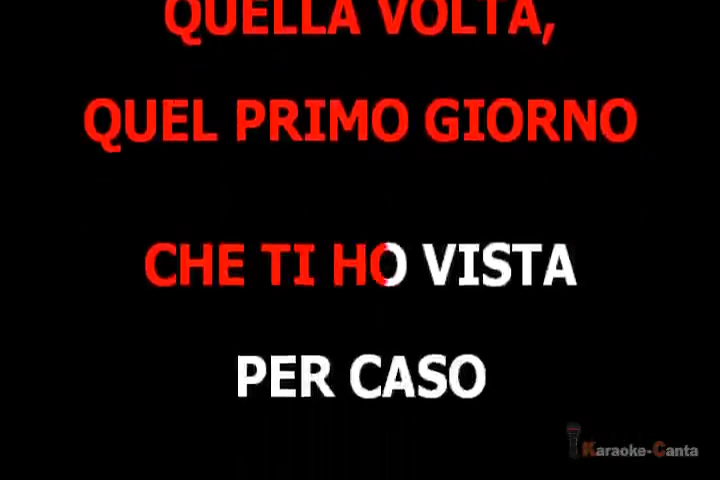 QUELLA VOLTA,
QUEL PRIMO GIORNO
CHE TI HO VISTA
PER CASO
Karaoke-Canta